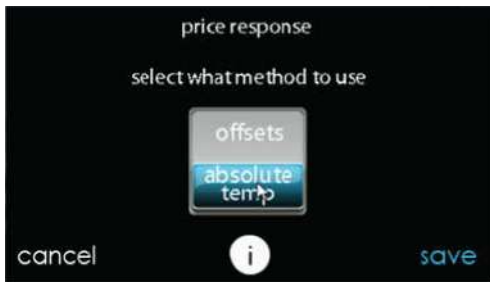 price response
select what method to use
offsets
absolute
temp
cancel
i
save